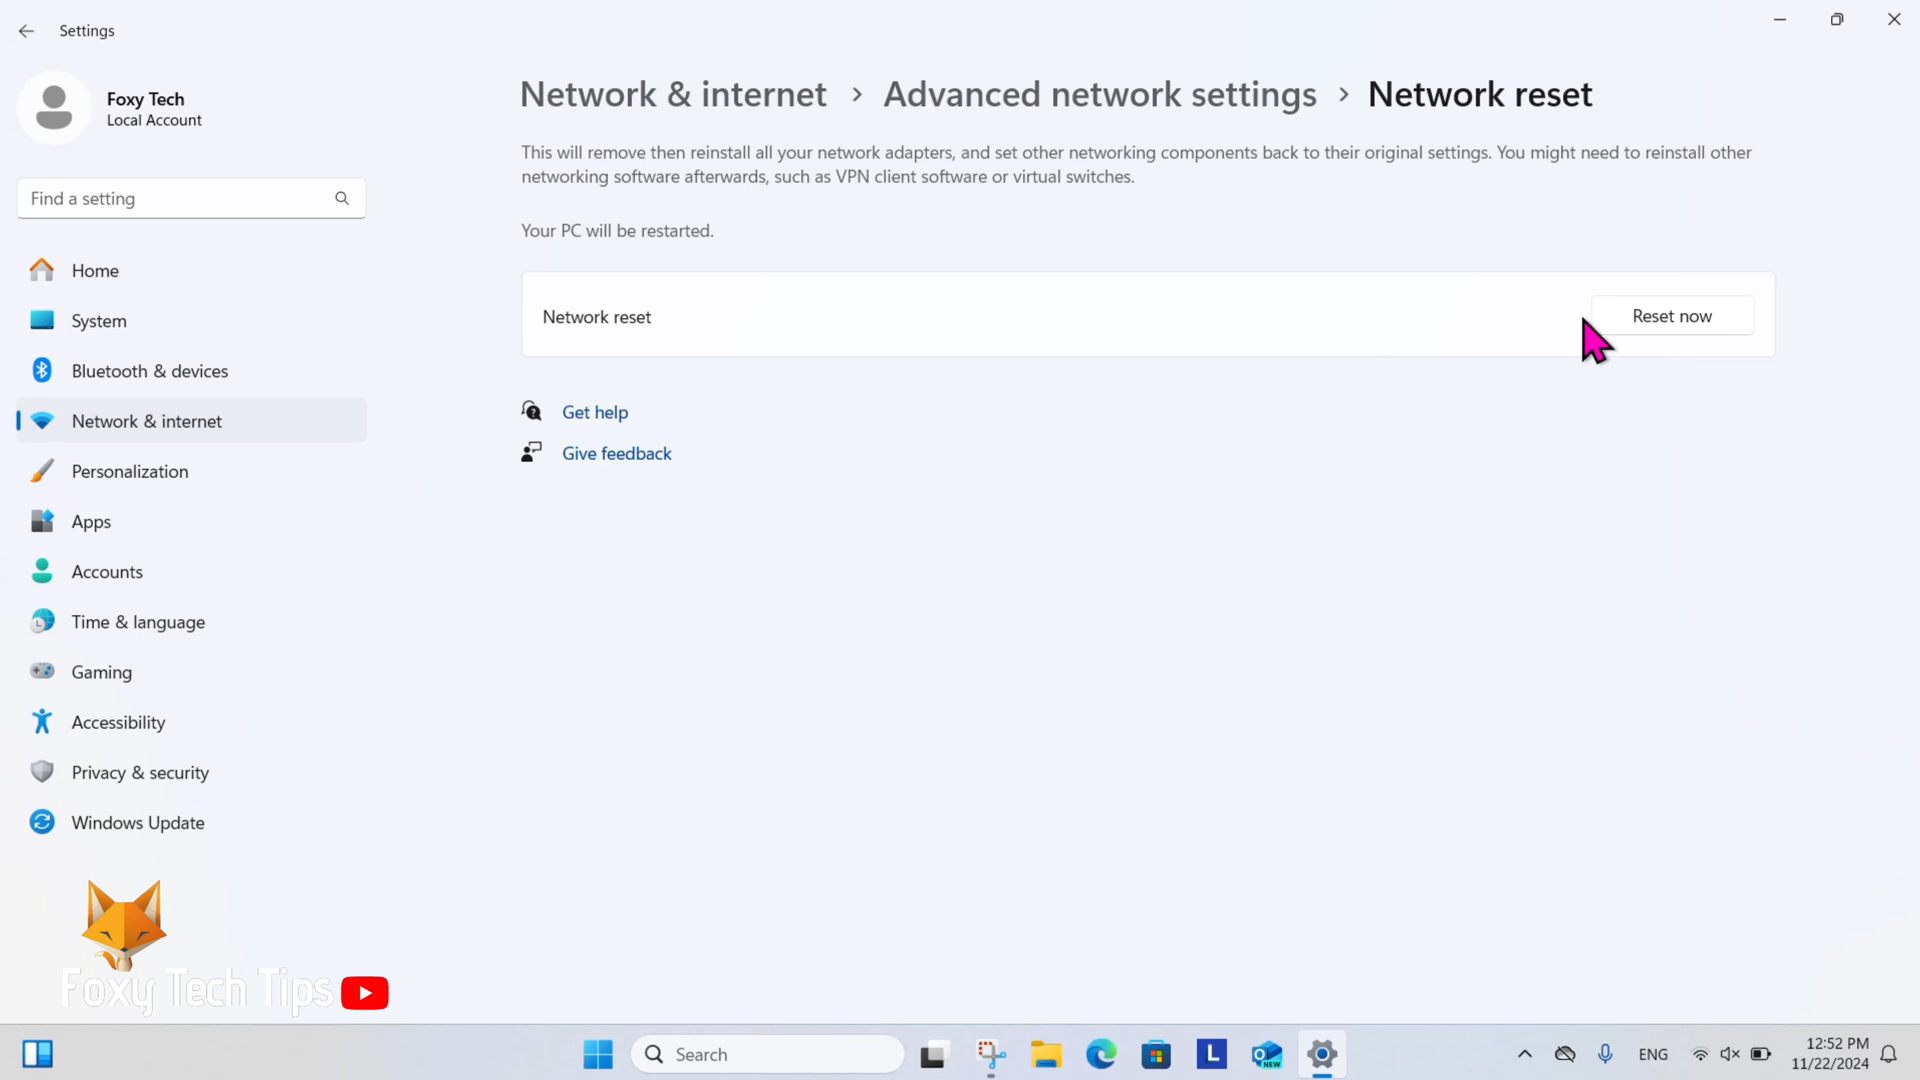 Settings
Foxy Tech
Local Account
Find a setting
Home
System
Bluetooth & devices
Network & internet
Personalization
Apps
Accounts
Time & language
Gaming
Accessibility
Privacy & security
Windows Update
Network & internet > Advanced network settings > Network reset
This will remove then reinstall all your network adapters, and set other networking components back to their original settings. You might need to reinstall other
networking software afterwards, such as VPN client software or virtual switches.
Your PC will be restarted.
Network reset
Reset now
Get help
Give feedback
Foxy Tech Tips
Search
L
NEW
ENG
12:52 PM
11/22/2024